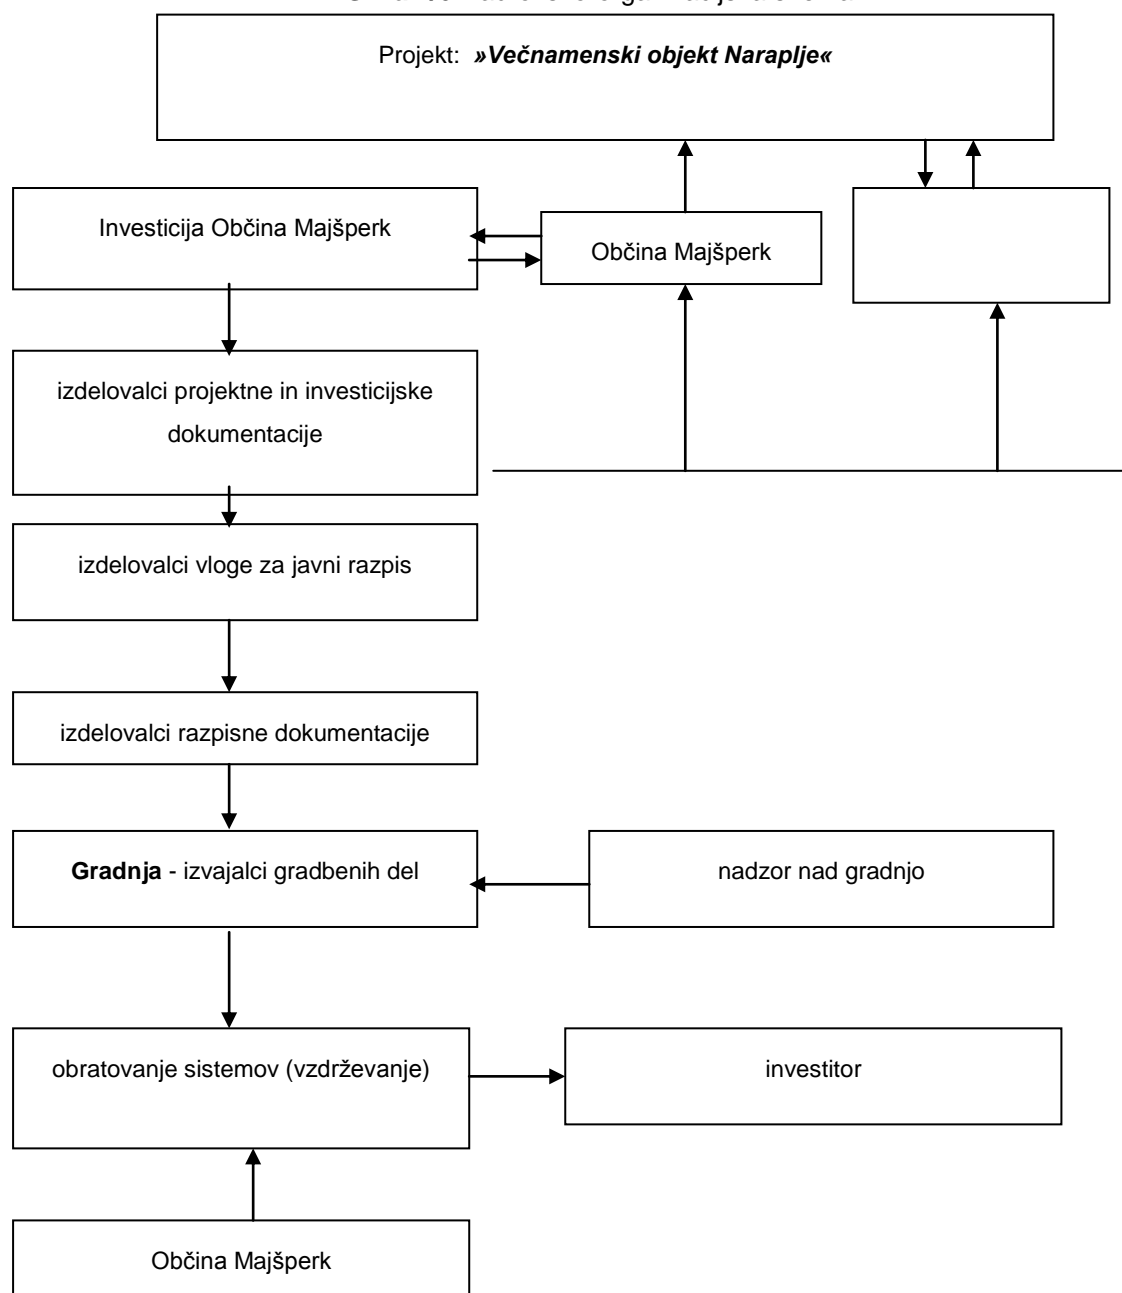 Projekt: »Večnamenski objekt Naraplje«
Investicija Občina Majšperk
Občina Majšperk
izdelovalci projektne in investicijske
dokumentacije
izdelovalci vloge za javni razpis
izdelovalci razpisne dokumentacije
Gradnja - izvajalci gradbenih del
nadzor nad gradnjo
obratovanje sistemov (vzdrževanje)
investitor
Občina Majšperk